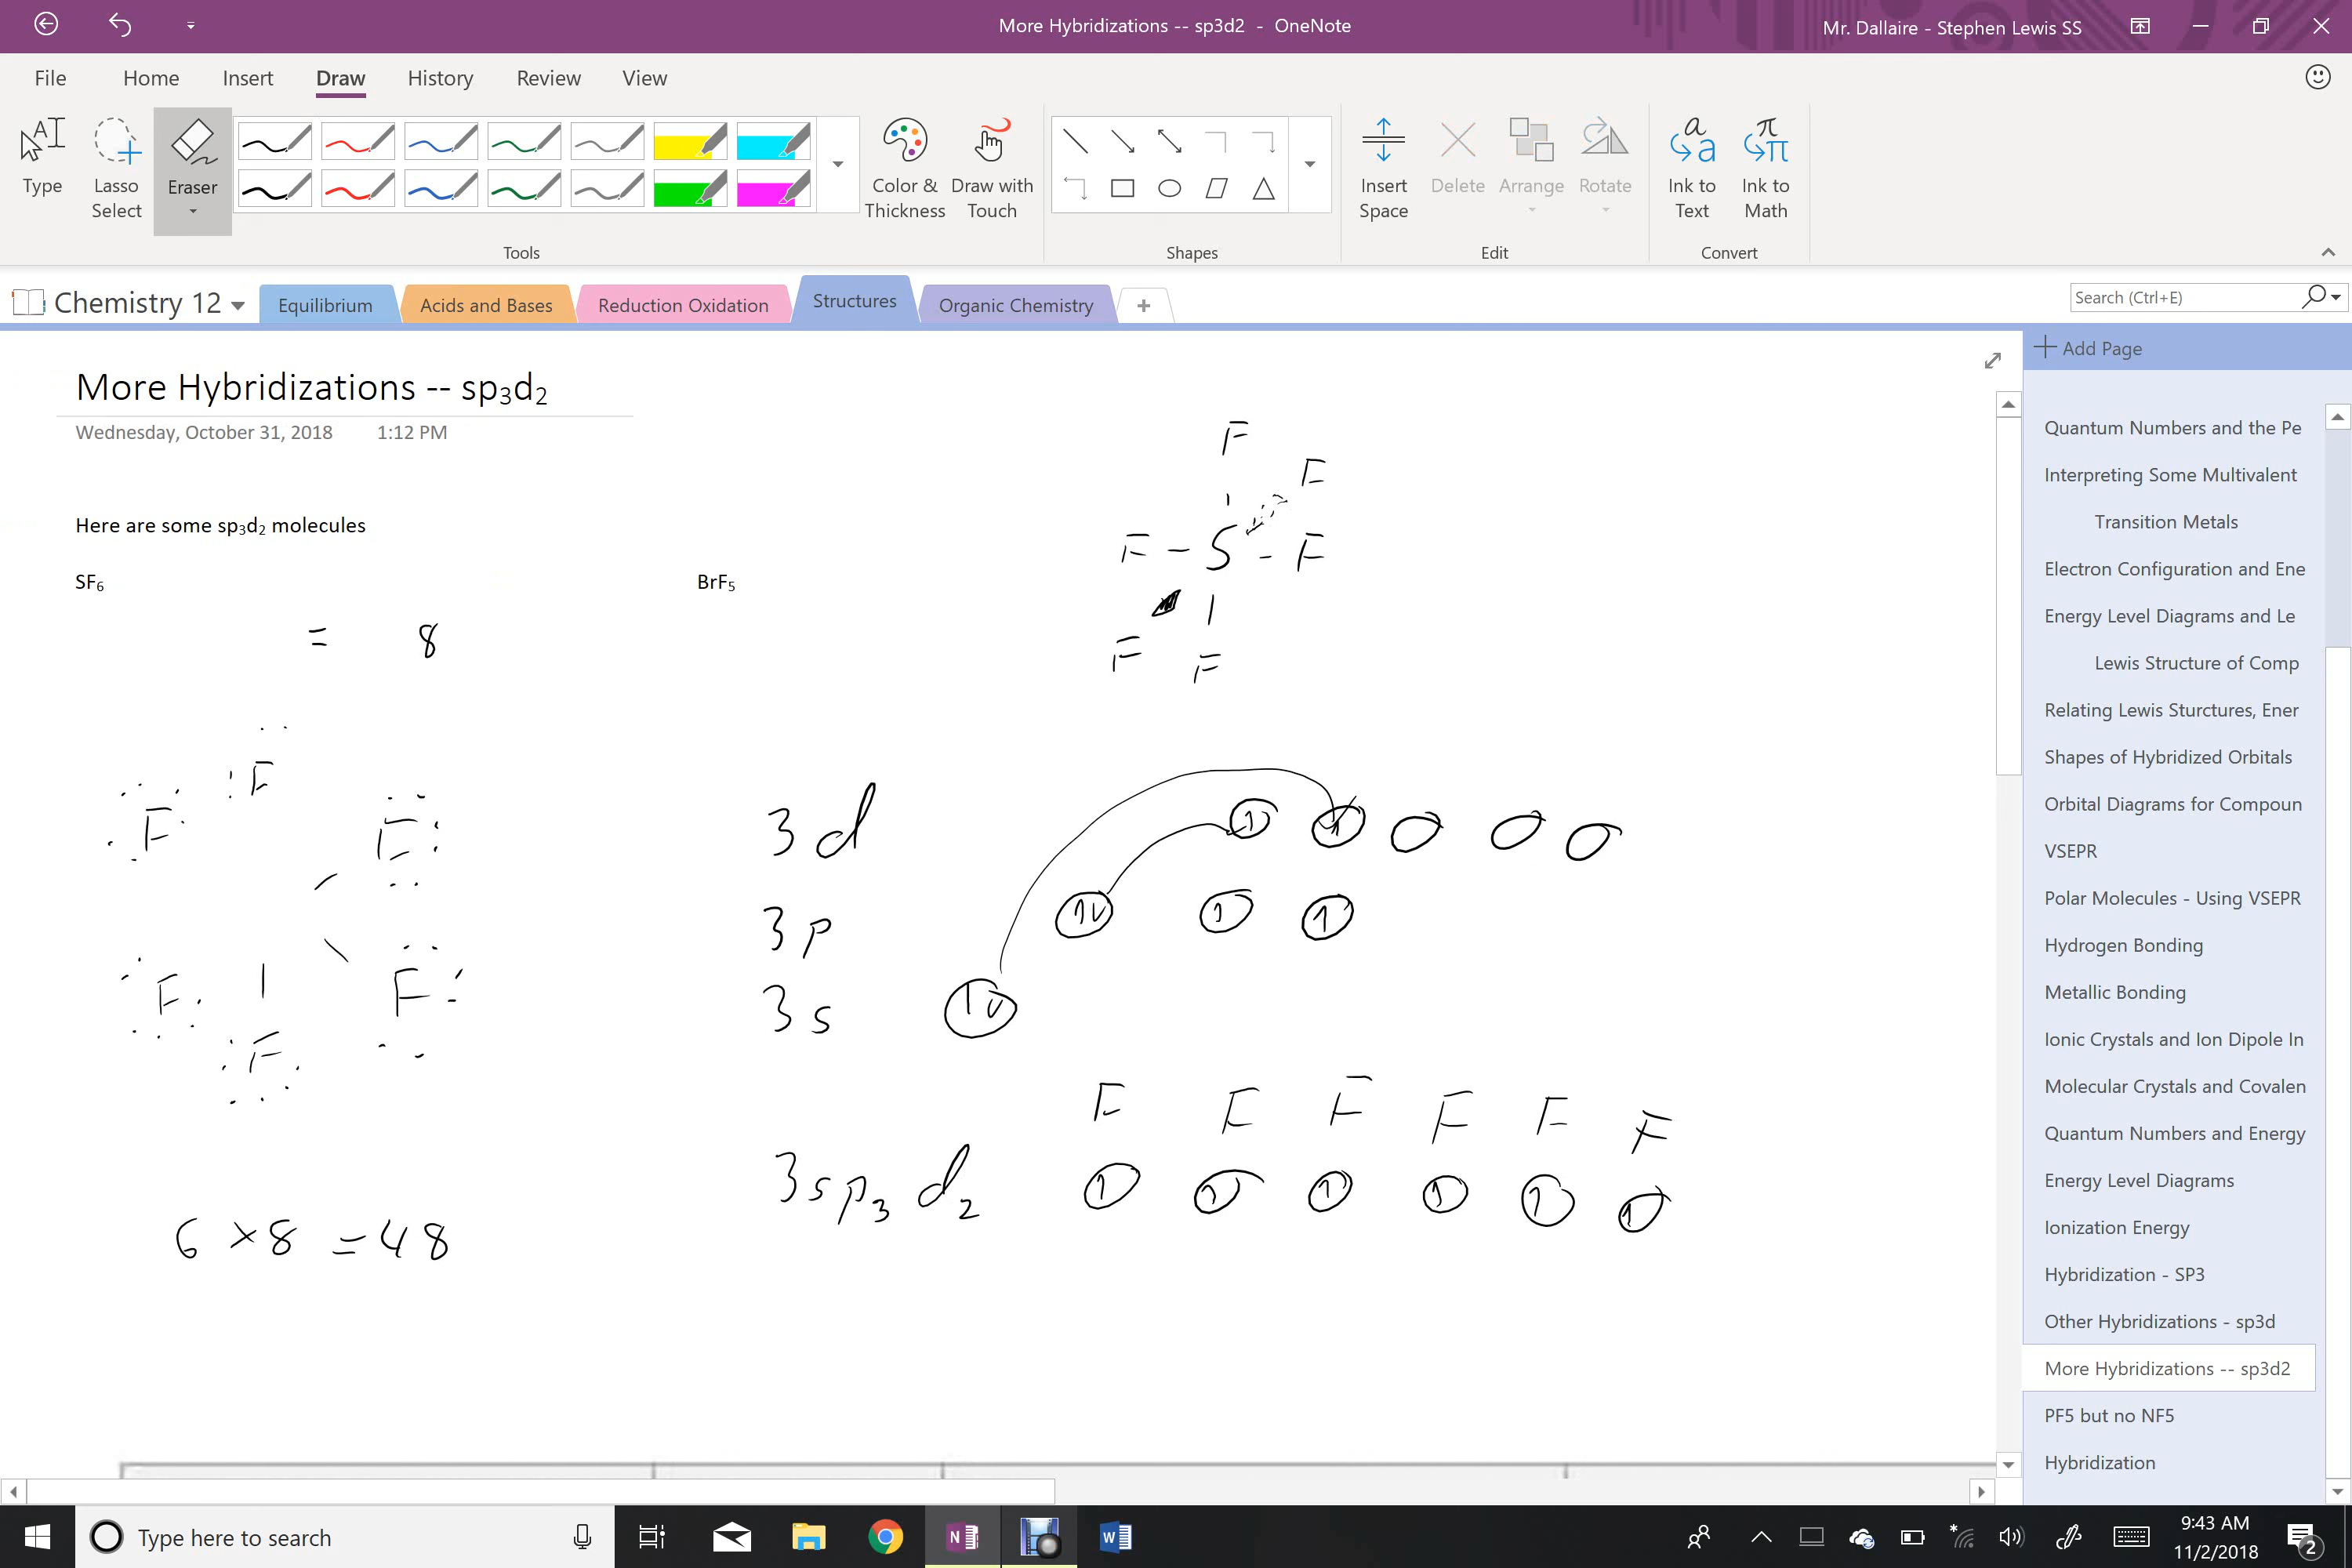 More Hybridizations -- sp3d2 - OneNote
Mr. Dallaire - Stephen Lewis SS
File Home Insert Draw History Review View
Type
Lasso Select
Eraser
Color & Thickness
Draw with Touch
Insert Space
Delete
Arrange
Rotate
Ink to Text
Ink to Math
Tools
Shapes
Edit
Convert
Chemistry 12
Equilibrium
Acids and Bases
Reduction Oxidation
Structures
Organic Chemistry
+
Search (Ctrl+E)
Add Page
More Hybridizations -- sp₃d₂
Wednesday, October 31, 2018 1:12 PM
Here are some sp₃d₂ molecules
SF₆
BrF₅
= 8
F
F
F - S - F
F F
F
F F
F F
F
6 × 8 = 48
3d
3p
3s
F F F F F F
3sp₃d₂
Quantum Numbers and the Pe
Interpreting Some Multivalent
Transition Metals
Electron Configuration and Ene
Energy Level Diagrams and Le
Lewis Structure of Comp
Relating Lewis Sturctures, Ener
Shapes of Hybridized Orbitals
Orbital Diagrams for Compoun
VSEPR
Polar Molecules - Using VSEPR
Hydrogen Bonding
Metallic Bonding
Ionic Crystals and Ion Dipole In
Molecular Crystals and Covalen
Quantum Numbers and Energy
Energy Level Diagrams
Ionization Energy
Hybridization - SP3
Other Hybridizations - sp3d
More Hybridizations -- sp3d2
PF5 but no NF5
Hybridization
Type here to search
9:43 AM
11/2/2018
2